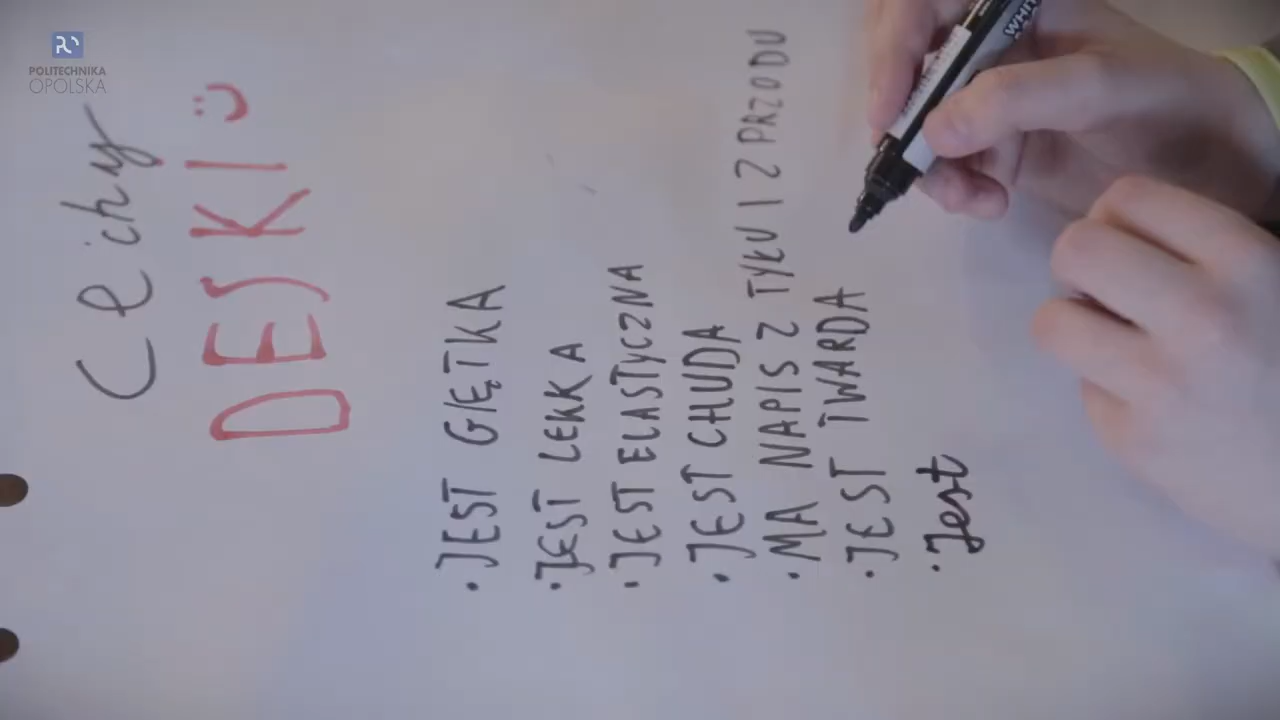 POLITECHNIKA
OPOLSKA
Cechy
DESKI
• JEST GIĘTKA
• JEST LEKKA
• JEST ELASTYCZNA
• JEST CHUDA
• MA NAPIS Z TYŁU I Z PRZODU
• JEST TWARDA
• Jest
WHIT